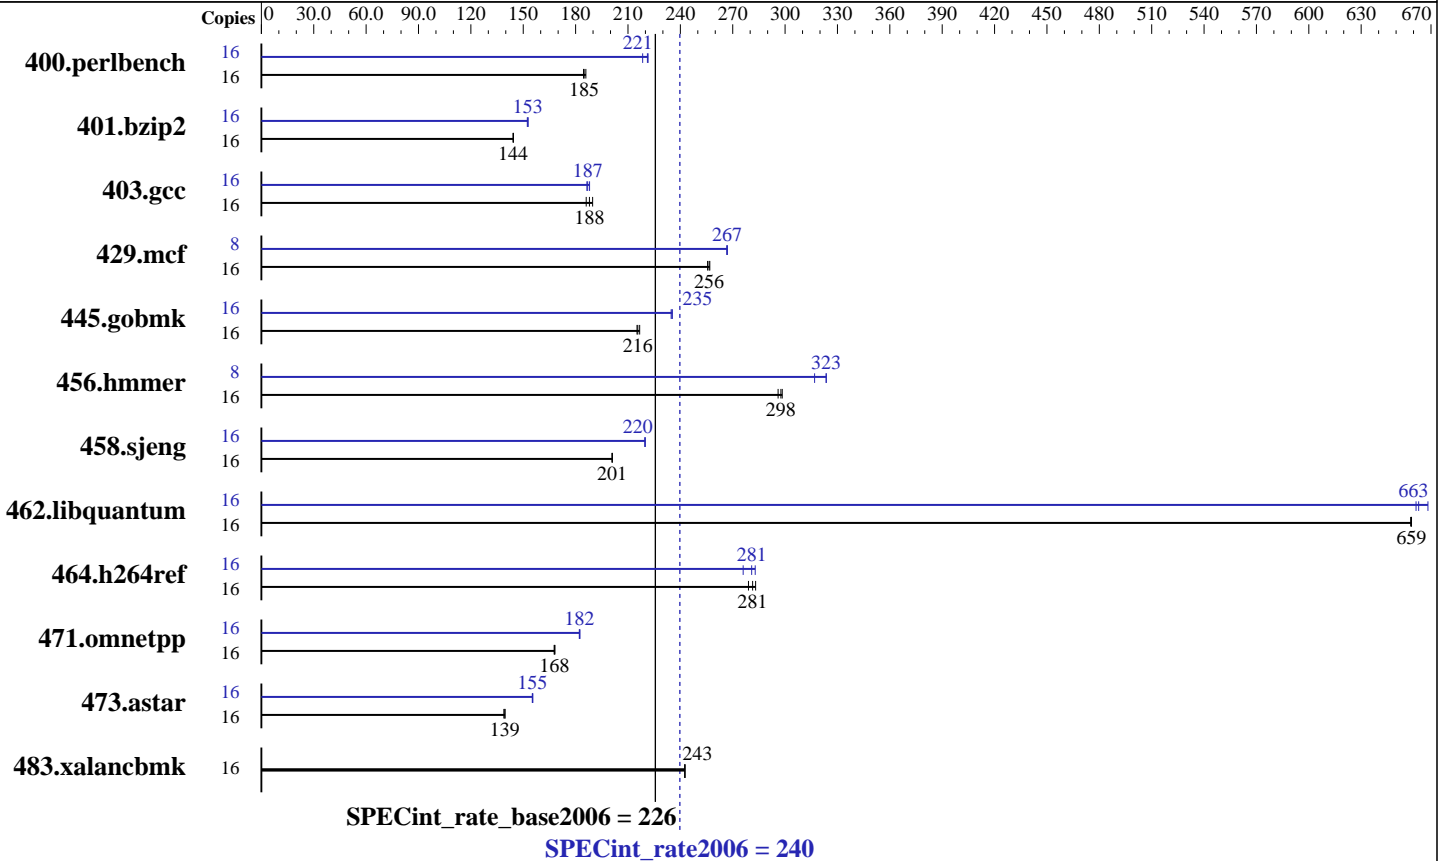 Copies 0 30.0 60.0 90.0 120 150 180 210 240 270 300 330 360 390 420 450 480 510 540 570 600 630 670
400.perlbench 16 221
16 185
401.bzip2 16 153
16 144
403.gcc 16 187
16 188
429.mcf 8 267
16 256
445.gobmk 16 235
16 216
456.hmmer 8 323
16 298
458.sjeng 16 220
16 201
462.libquantum 16 663
16 659
464.h264ref 16 281
16 281
471.omnetpp 16 182
16 168
473.astar 16 155
16 139
483.xalancbmk 16 243
SPECint_rate_base2006 = 226
SPECint_rate2006 = 240